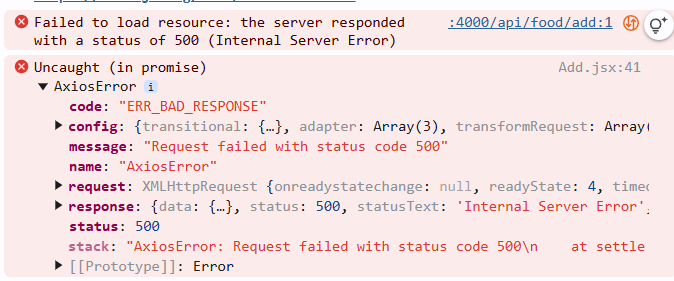 Failed to load resource: the server responded :4000/api/food/add:1
with a status of 500 (Internal Server Error)
Uncaught (in promise) Add.jsx:41
AxiosError i
code: "ERR_BAD_RESPONSE"
config: {transitional: {…}, adapter: Array(3), transformRequest: Array(
message: "Request failed with status code 500"
name: "AxiosError"
request: XMLHttpRequest {onreadystatechange: null, readyState: 4, timeo
response: {data: {…}, status: 500, statusText: 'Internal Server Error',
status: 500
stack: "AxiosError: Request failed with status code 500\n    at settle
[[Prototype]]: Error